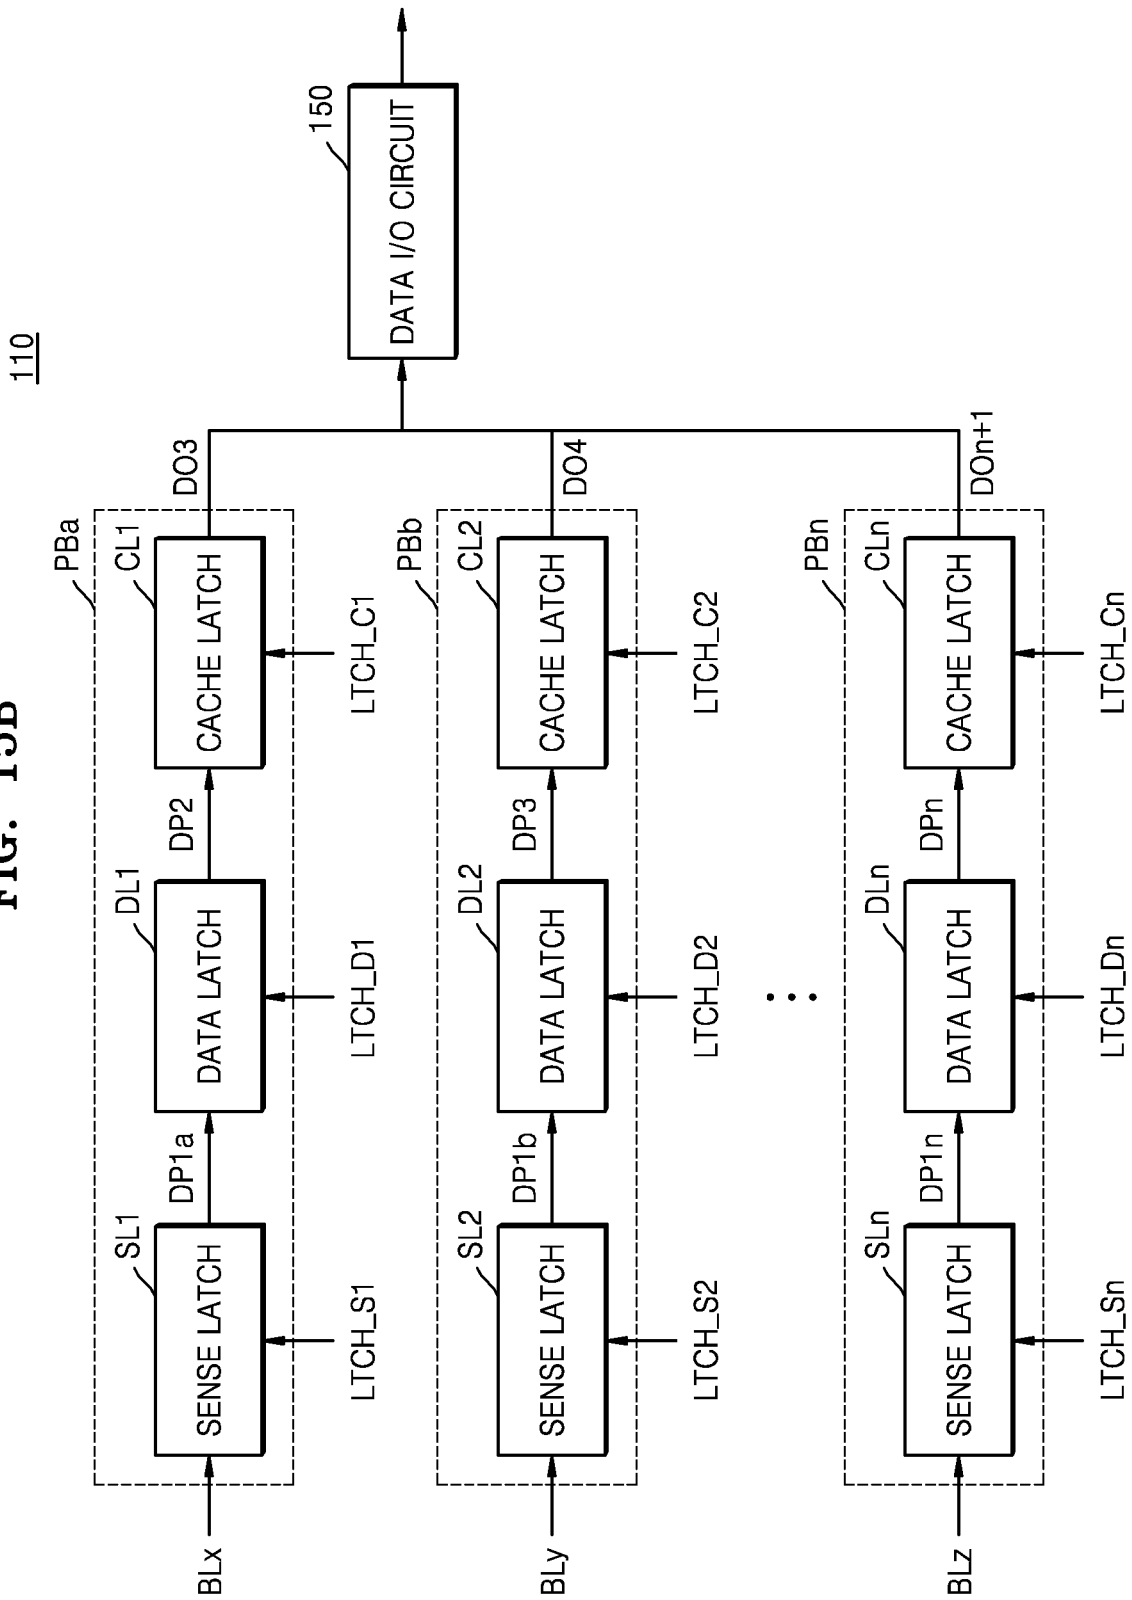 FIG. 15B
110
PBa
SL1
DL1
CL1
BLx
SENSE LATCH
DP1a
DATA LATCH
DP2
CACHE LATCH
DO3
LTCH_S1
LTCH_D1
LTCH_C1
150
DATA I/O CIRCUIT
PBb
SL2
DL2
CL2
BLy
SENSE LATCH
DP1b
DATA LATCH
DP3
CACHE LATCH
DO4
LTCH_S2
LTCH_D2
LTCH_C2
...
PBn
SLn
DLn
CLn
BLz
SENSE LATCH
DP1n
DATA LATCH
DPn
CACHE LATCH
DOn+1
LTCH_Sn
LTCH_Dn
LTCH_Cn